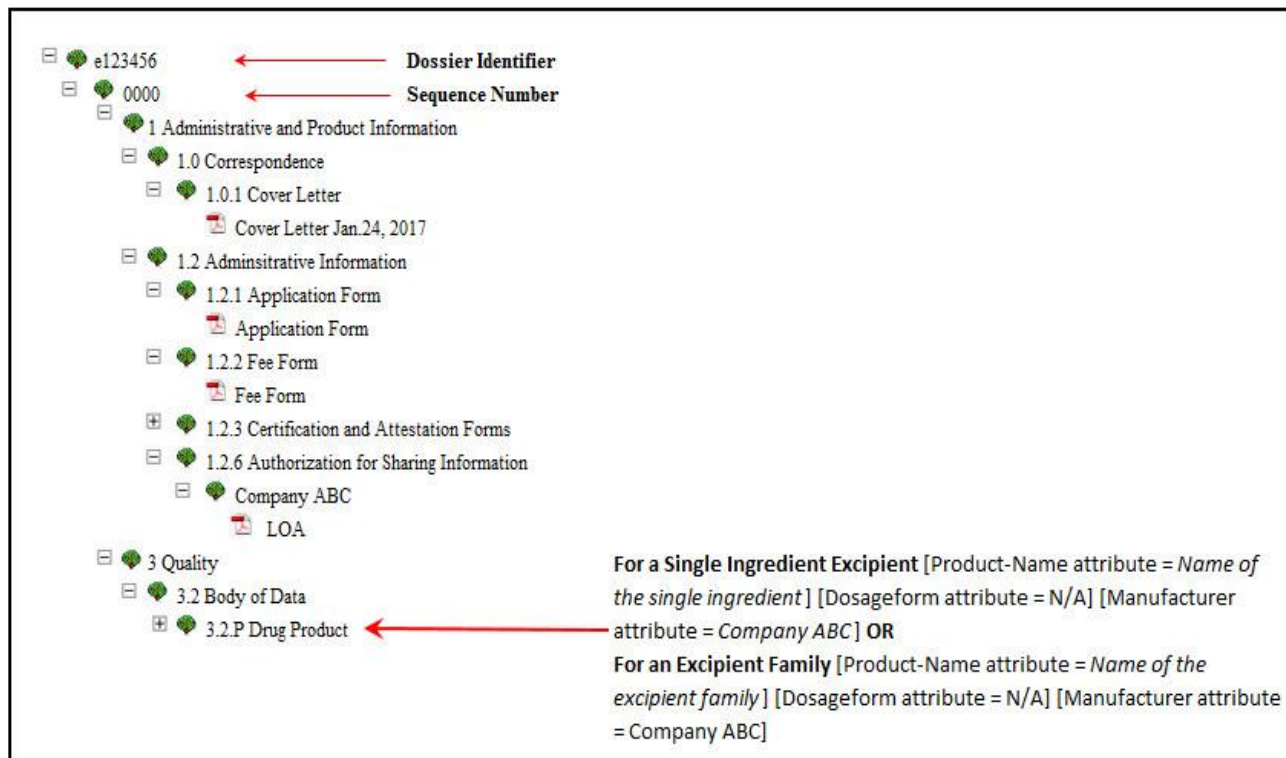 e123456
Dossier Identifier
0000
Sequence Number
1 Administrative and Product Information
1.0 Correspondence
1.0.1 Cover Letter
Cover Letter Jan.24, 2017
1.2 Adminsitrative Information
1.2.1 Application Form
Application Form
1.2.2 Fee Form
Fee Form
1.2.3 Certification and Attestation Forms
1.2.6 Authorization for Sharing Information
Company ABC
LOA
3 Quality
3.2 Body of Data
3.2.P Drug Product
For a Single Ingredient Excipient [Product-Name attribute = Name of
the single ingredient ] [Dosageform attribute = N/A] [Manufacturer
attribute = Company ABC ] OR
For an Excipient Family [Product-Name attribute = Name of the
excipient family ] [Dosageform attribute = N/A] [Manufacturer attribute
= Company ABC]